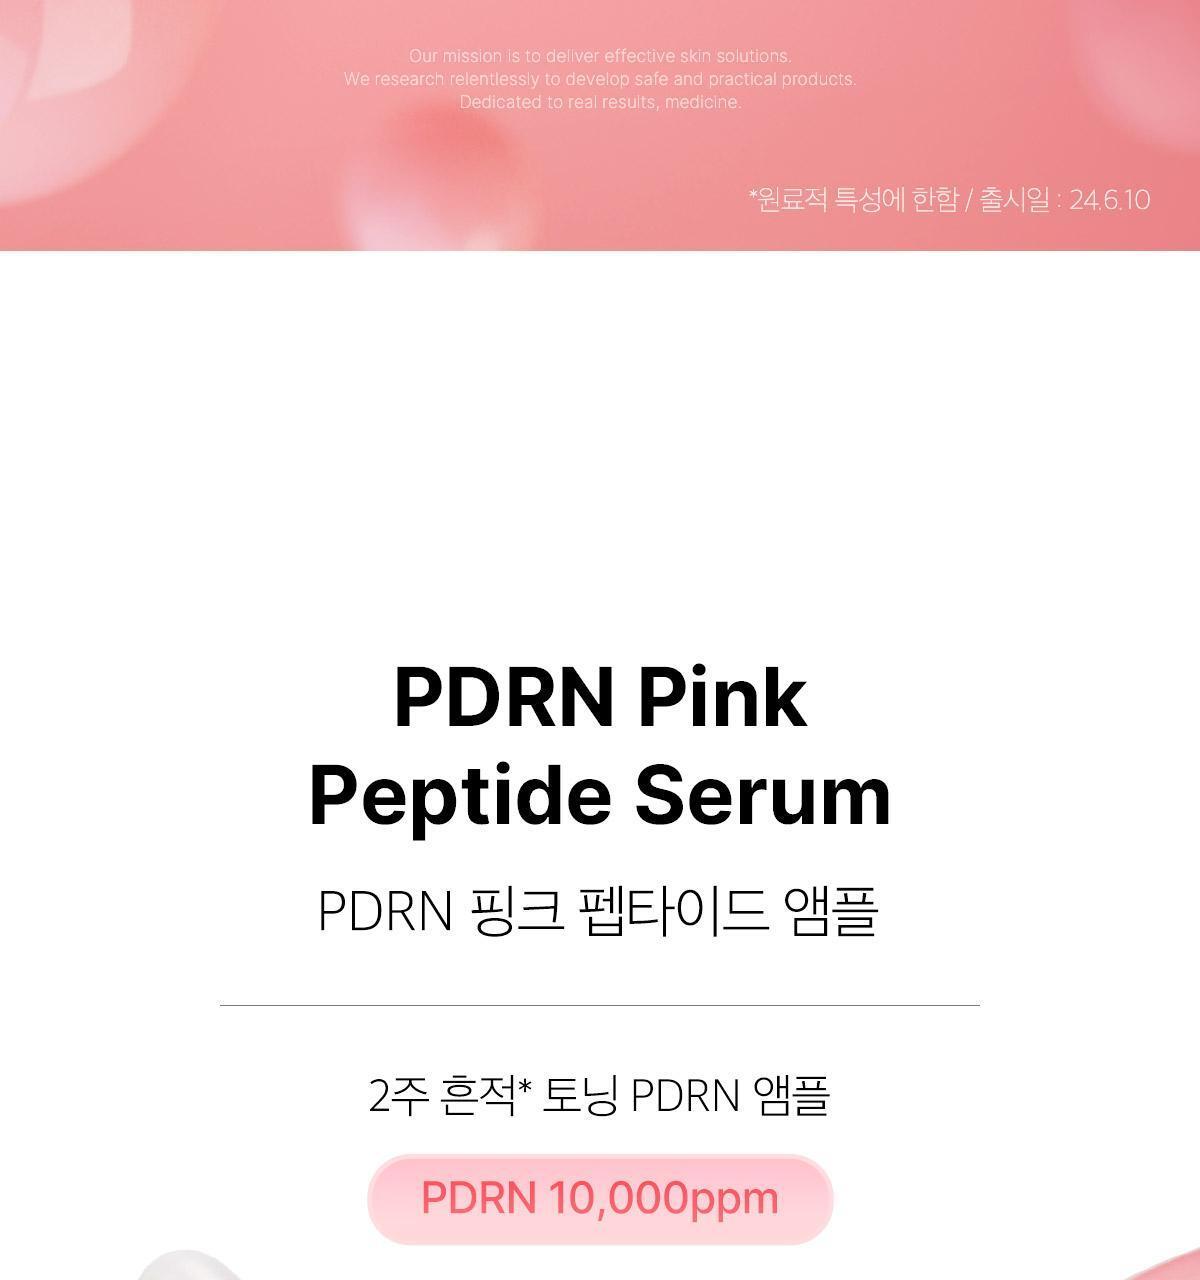 Our mission is to deliver effective skin solutions.
We research relentlessly to develop safe and practical products.
Dedicated to real results, medicine.
*원료적 특성에 한함 / 출시일 : 24.6.10
PDRN Pink
Peptide Serum
PDRN 핑크 펩타이드 앰플
2주 흔적* 토닝 PDRN 앰플
PDRN 10,000ppm